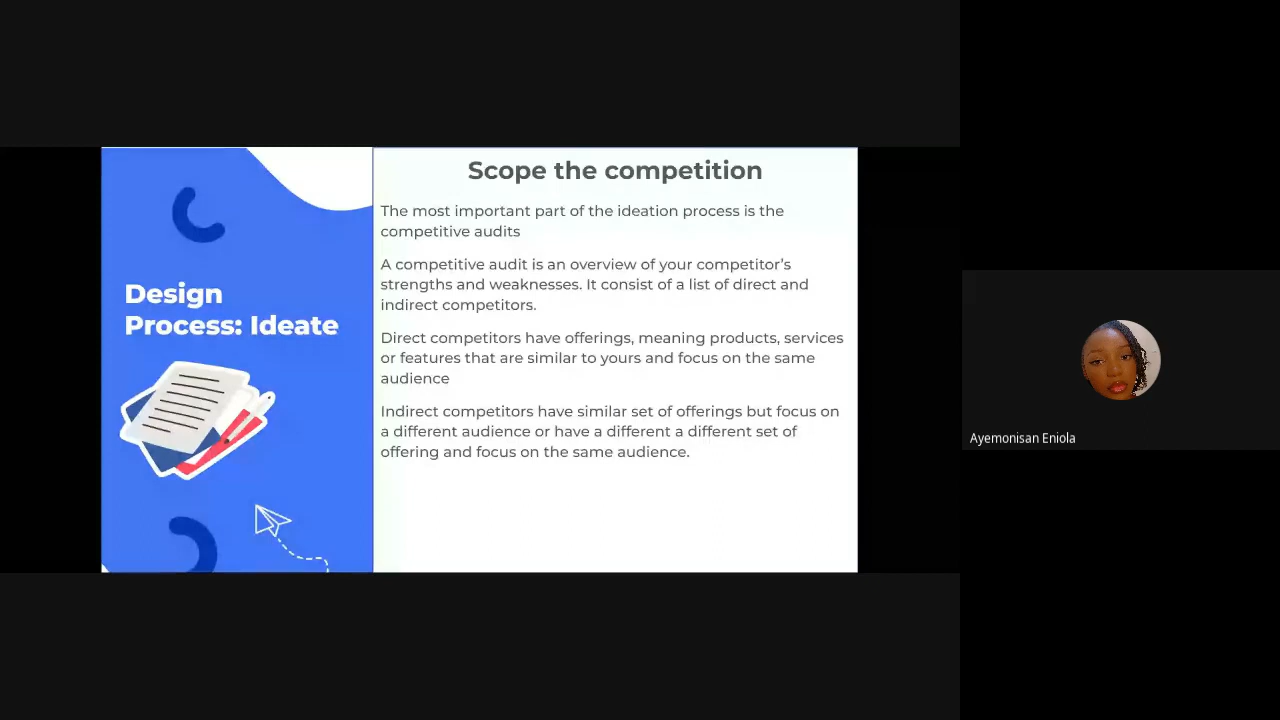 Scope the competition
The most important part of the ideation process is the
competitive audits
A competitive audit is an overview of your competitor's
strengths and weaknesses. It consist of a list of direct and
indirect competitors.
Direct competitors have offerings, meaning products, services
or features that are similar to yours and focus on the same
audience
Indirect competitors have similar set of offerings but focus on
a different audience or have a different a different set of
offering and focus on the same audience.
Design
Process: Ideate
Ayemonisan Eniola